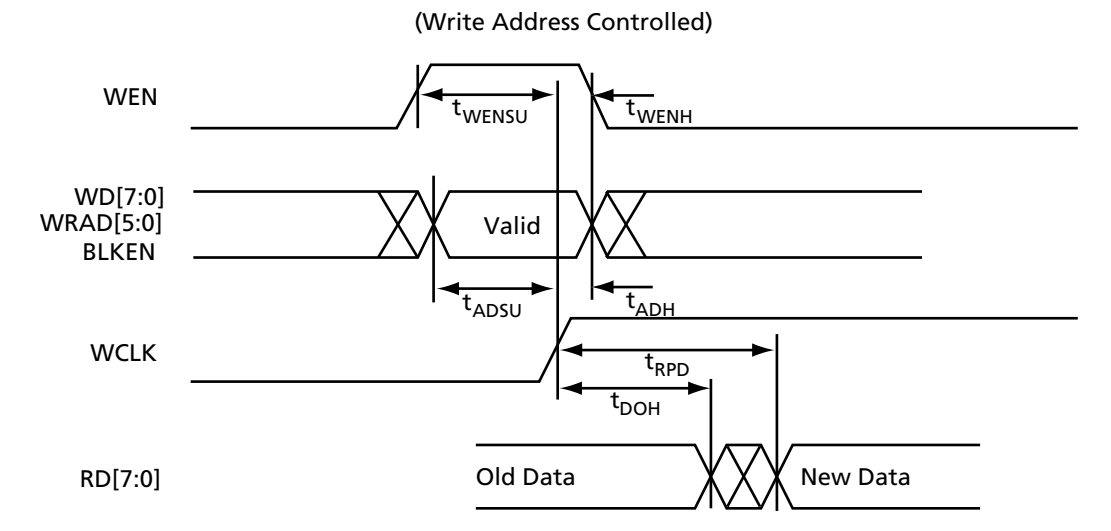 (Write Address Controlled)
WEN
tWENSU
tWENH
WD[7:0]
WRAD[5:0]
BLKEN
Valid
tADSU
tADH
WCLK
tRPD
tDOH
RD[7:0]
Old Data
New Data